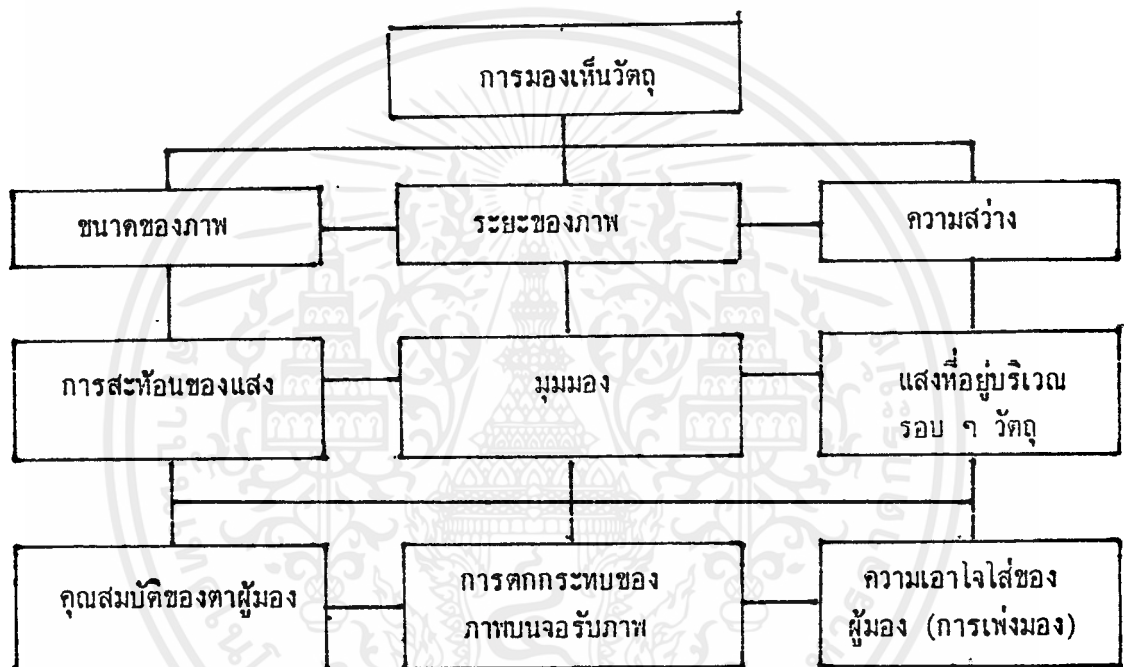 การมองเห็นวัตถุ
ขนาดของภาพ
ระยะของภาพ
ความสว่าง
การสะท้อนของแสง
มุมมอง
แสงที่อยู่บริเวณ
รอบ ๆ วัตถุ
คุณสมบัติของตาผู้มอง
การตกกระทบของ
ภาพบนจอรับภาพ
ความเอาใจใส่ของ
ผู้มอง (การเพ่งมอง)